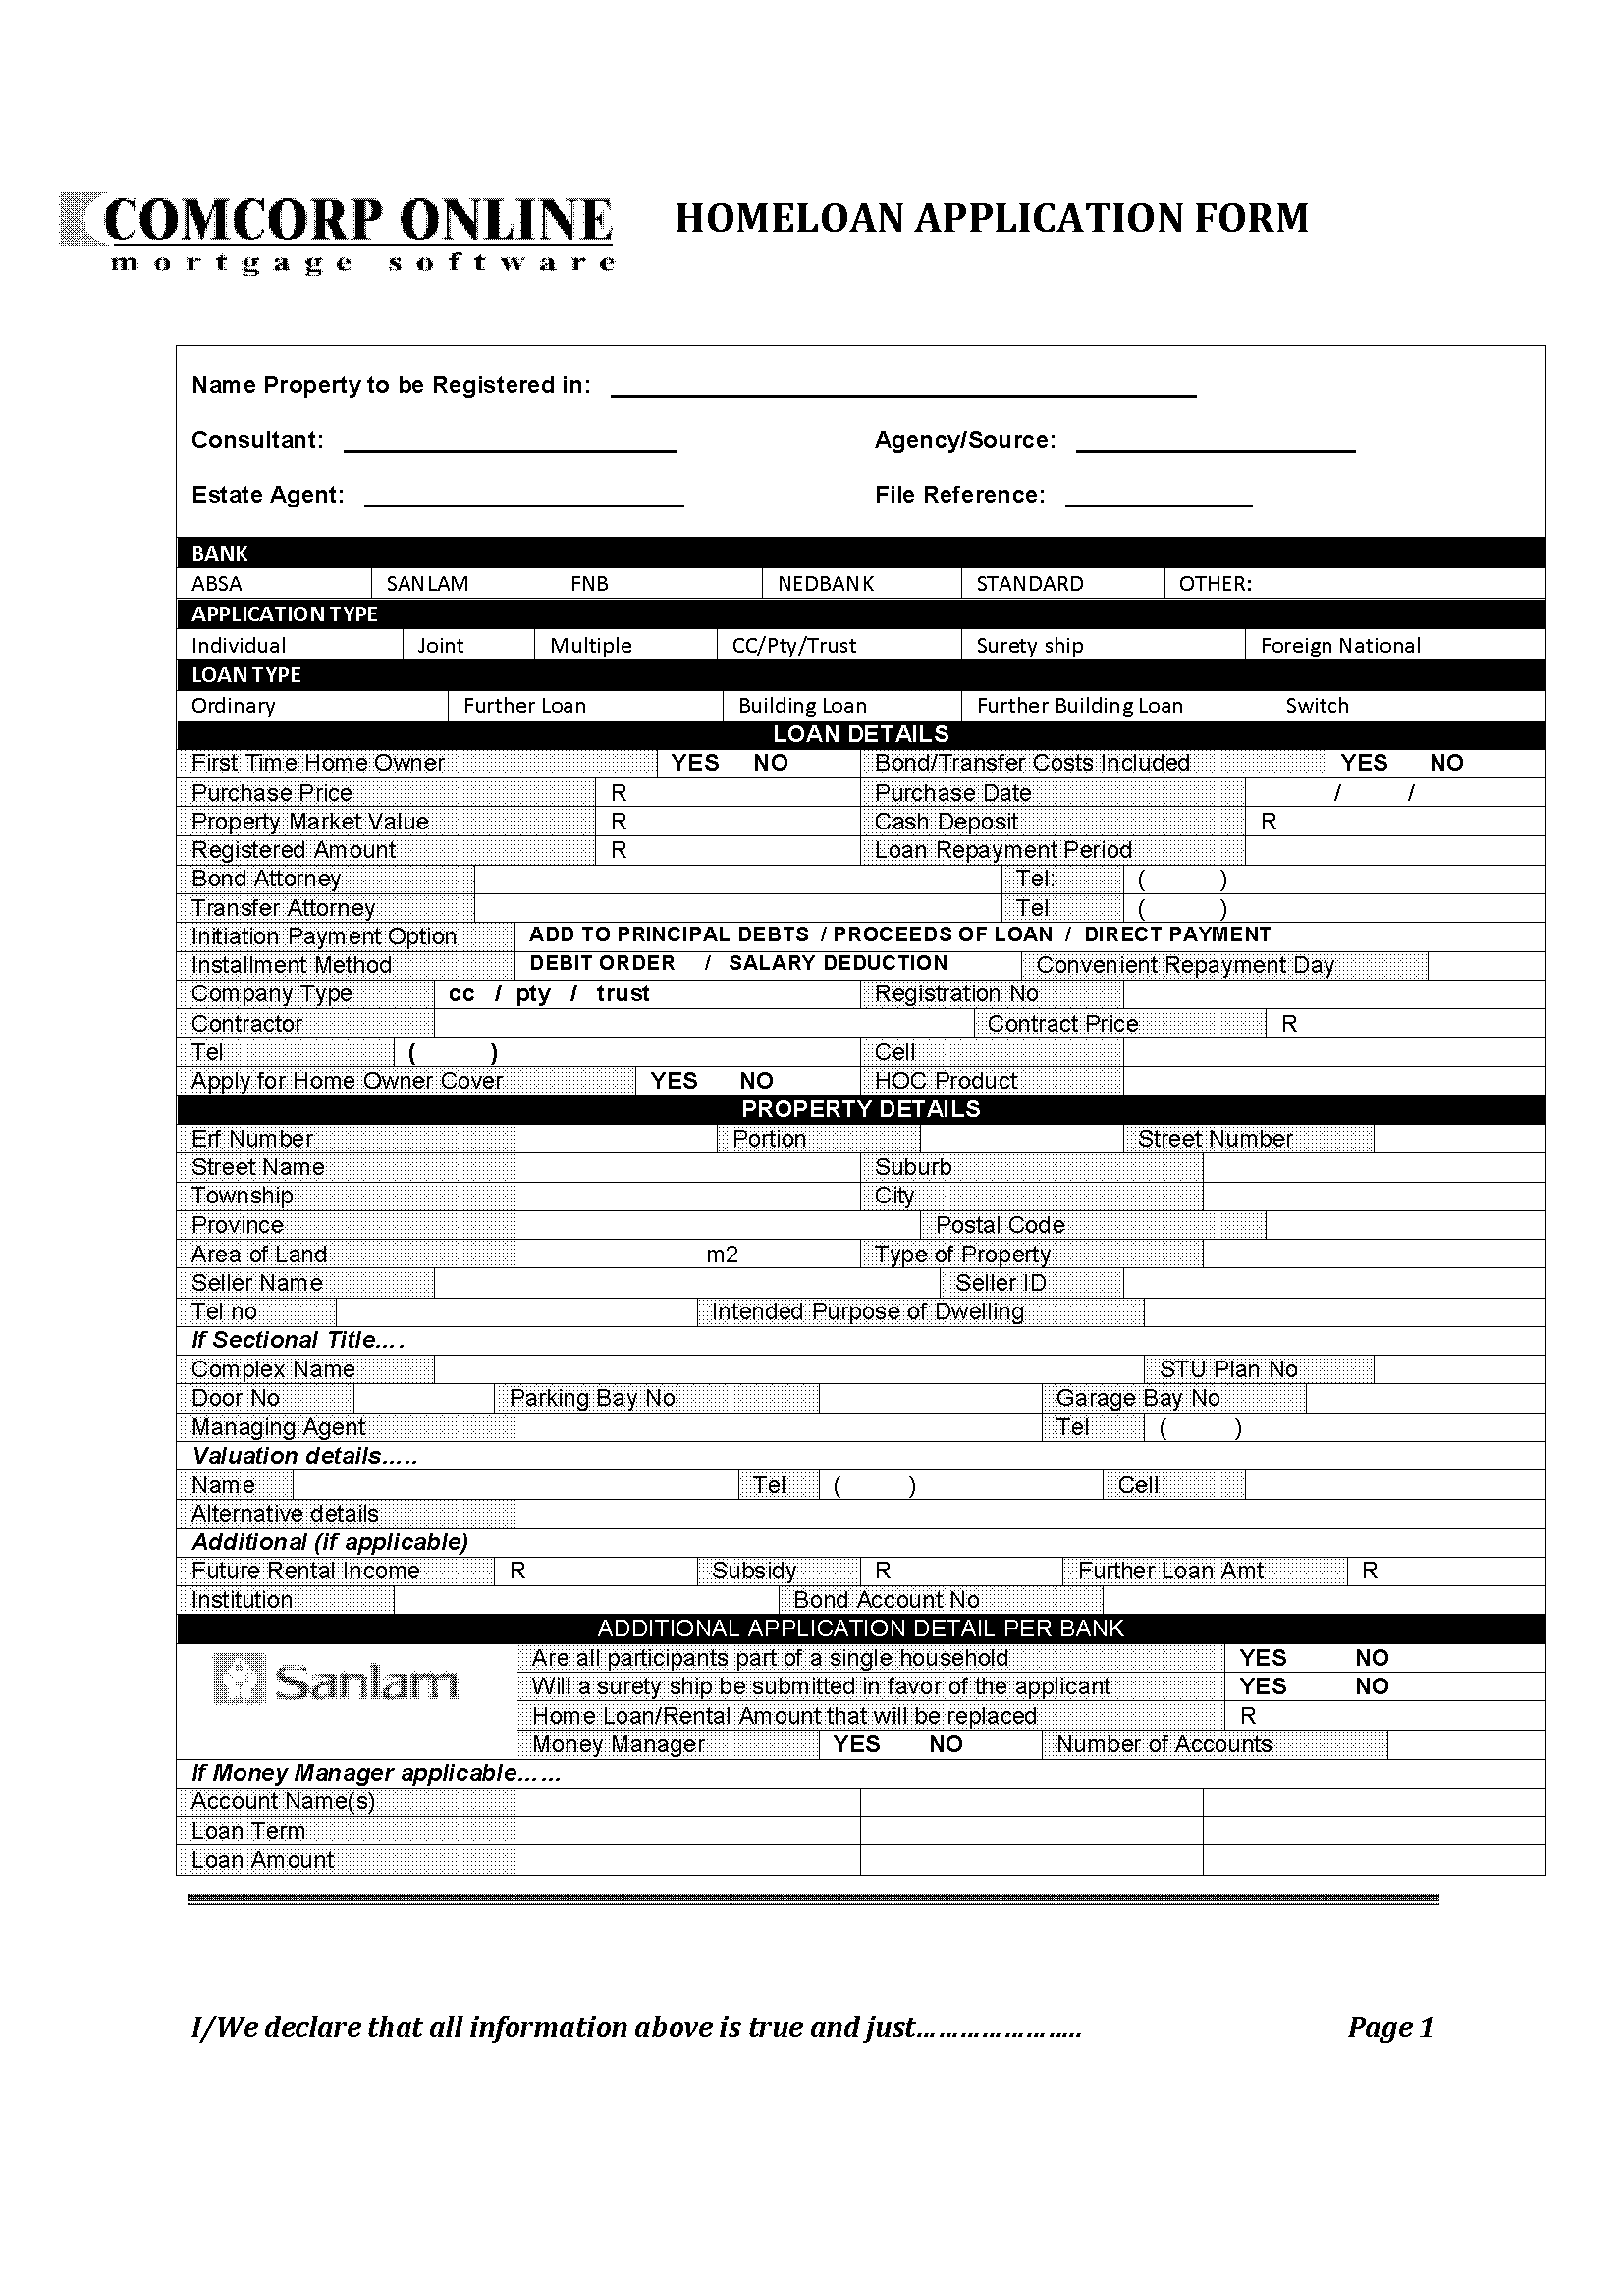 COMCORP ONLINE HOMELOAN APPLICATION FORM
mortgage software
Name Property to be Registered in:
Consultant: Agency/Source:
Estate Agent: File Reference:
BANK
ABSA SANLAM FNB NEDBANK STANDARD OTHER:
APPLICATION TYPE
Individual Joint Multiple CC/Pty/Trust Surety ship Foreign National
LOAN TYPE
Ordinary Further Loan Building Loan Further Building Loan Switch
LOAN DETAILS
First Time Home Owner YES NO Bond/Transfer Costs Included YES NO
Purchase Price R Purchase Date / /
Property Market Value R Cash Deposit R
Registered Amount R Loan Repayment Period
Bond Attorney Tel: ( )
Transfer Attorney Tel ( )
Initiation Payment Option ADD TO PRINCIPAL DEBTS / PROCEEDS OF LOAN / DIRECT PAYMENT
Installment Method DEBIT ORDER / SALARY DEDUCTION Convenient Repayment Day
Company Type cc / pty / trust Registration No
Contractor Contract Price R
Tel ( ) Cell
Apply for Home Owner Cover YES NO HOC Product
PROPERTY DETAILS
Erf Number Portion Street Number
Street Name Suburb
Township City
Province Postal Code
Area of Land m2 Type of Property
Seller Name Seller ID
Tel no Intended Purpose of Dwelling
If Sectional Title....
Complex Name STU Plan No
Door No Parking Bay No Garage Bay No
Managing Agent Tel ( )
Valuation details.....
Name Tel ( ) Cell
Alternative details
Additional (if applicable)
Future Rental Income R Subsidy R Further Loan Amt R
Institution Bond Account No
ADDITIONAL APPLICATION DETAIL PER BANK
Sanlam Are all participants part of a single household YES NO
Will a surety ship be submitted in favor of the applicant YES NO
Home Loan/Rental Amount that will be replaced R
Money Manager YES NO Number of Accounts
If Money Manager applicable……
Account Name(s)
Loan Term
Loan Amount
I/We declare that all information above is true and just………………….. Page 1